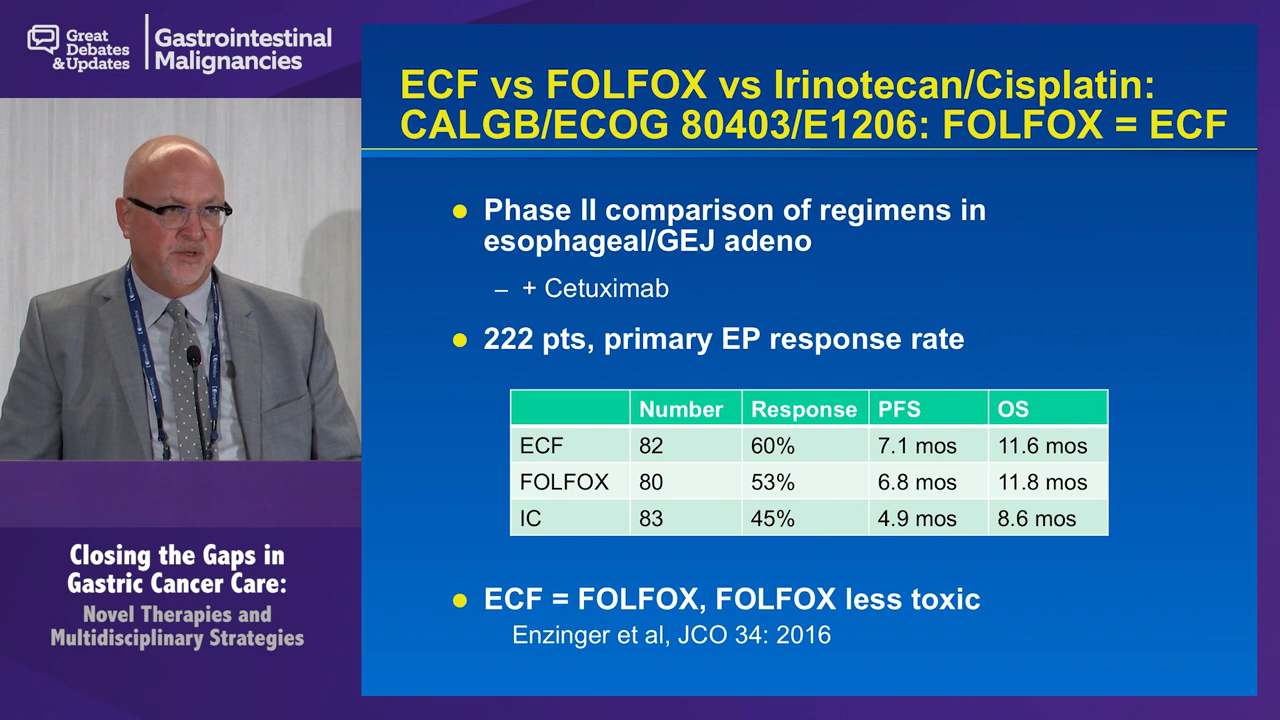 Great
Debates
&Updates
Gastrointestinal
Malignancies
ECF vs FOLFOX vs Irinotecan/Cisplatin:
CALGB/ECOG 80403/E1206: FOLFOX = ECF
● Phase II comparison of regimens in
esophageal/GEJ adeno
– + Cetuximab
● 222 pts, primary EP response rate
Number Response PFS OS
ECF 82 60% 7.1 mos 11.6 mos
FOLFOX 80 53% 6.8 mos 11.8 mos
IC 83 45% 4.9 mos 8.6 mos
● ECF = FOLFOX, FOLFOX less toxic
Enzinger et al, JCO 34: 2016
Closing the Gaps in
Gastric Cancer Care:
Novel Therapies and
Multidisciplinary Strategies